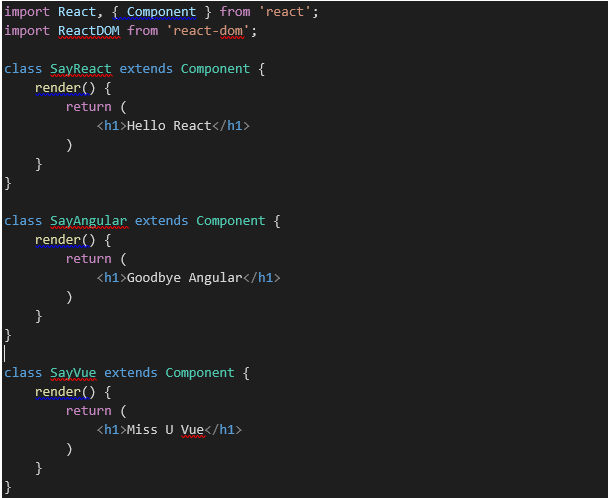 import React, { Component } from 'react';
import ReactDOM from 'react-dom';
class SayReact extends Component {
render() {
return (
<h1>Hello React</h1>
)
}
}
class SayAngular extends Component {
render() {
return (
<h1>Goodbye Angular</h1>
)
}
}
class SayVue extends Component {
render() {
return (
<h1>Miss U Vue</h1>
)
}
}